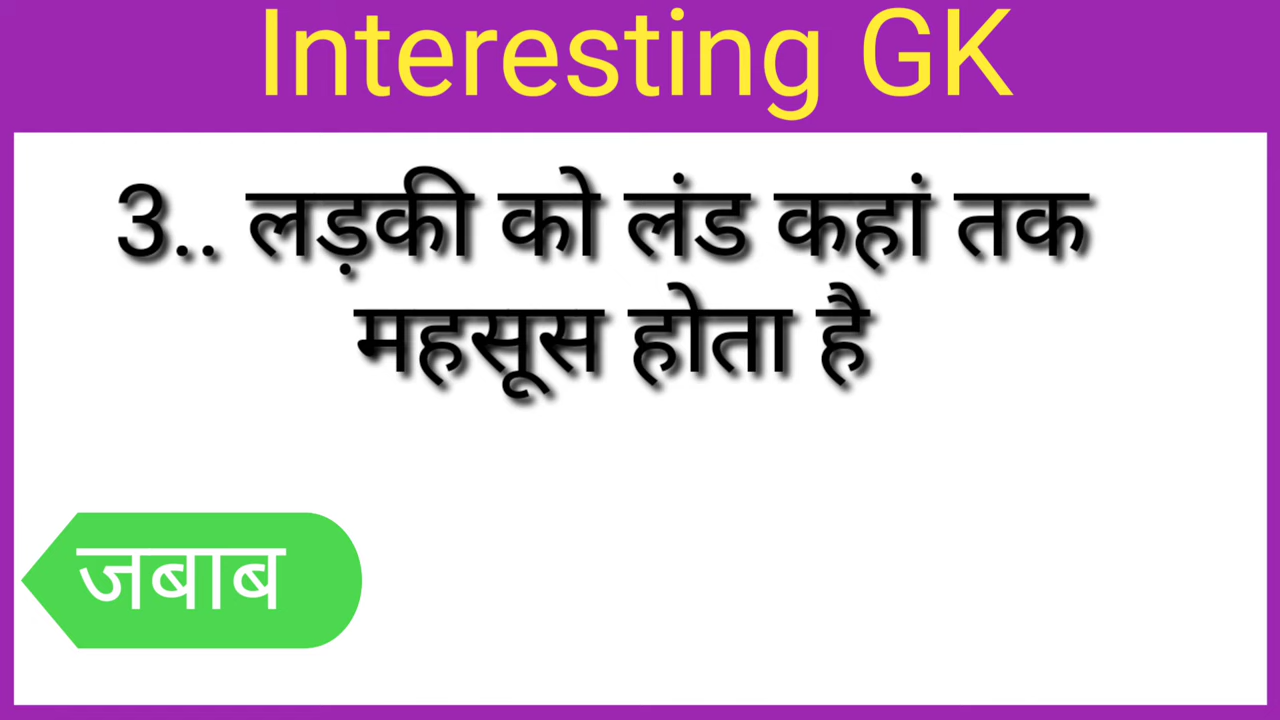 Interesting GK
3.. लड़की को लंड कहां तक
महसूस होता है
जबाब